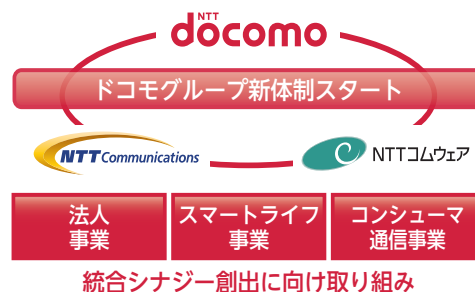 NTT
docomo
ドコモグループ新体制スタート
NTT Communications
NTTコムウェア
法人
事業
スマートライフ
事業
コンシューマ
通信事業
統合シナジー創出に向け取り組み